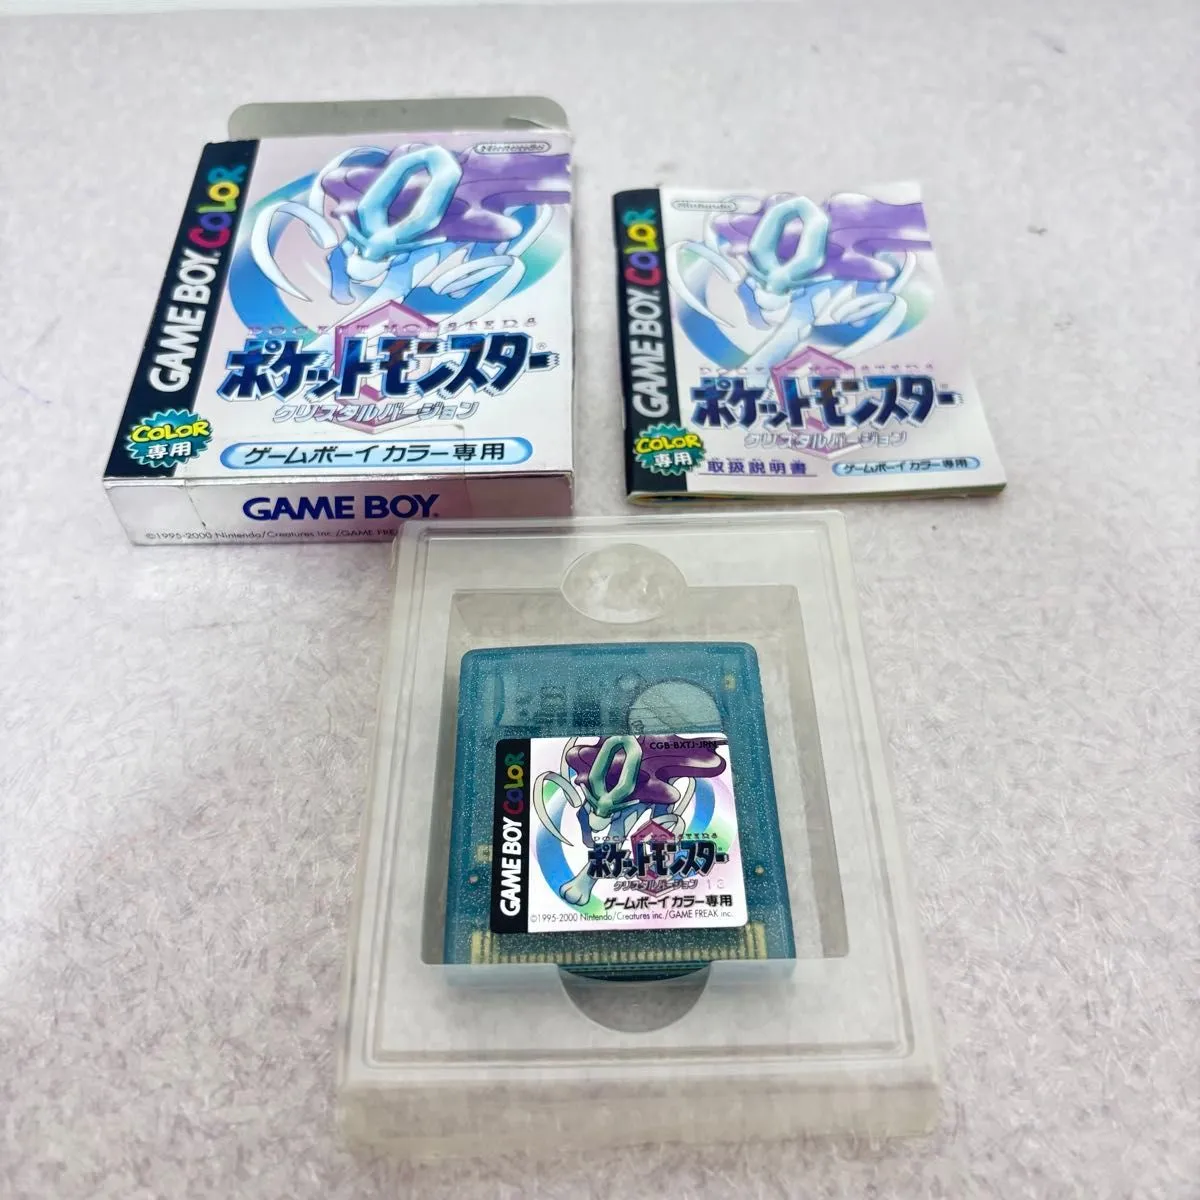 Nintendo
GAME BOY COLOR
POCKET MONSTERS
ポケットモンスター
クリスタルバージョン
COLOR
専用
ゲームボーイ カラー専用
GAME BOY
©1995-2000 Nintendo/Creatures inc./GAME FREAK
Nintendo
GAME BOY COLOR
POCKET MONSTERS
ポケットモンスター
クリスタルバージョン
COLOR
専用
取扱説明書
ゲームボーイ カラー専用
CGB-BXTJ-JPN
GAME BOY COLOR
POCKET MONSTERS
ポケットモンスター
クリスタルバージョン
ゲームボーイ カラー専用
©1995-2000 Nintendo/Creatures inc./GAME FREAK inc.